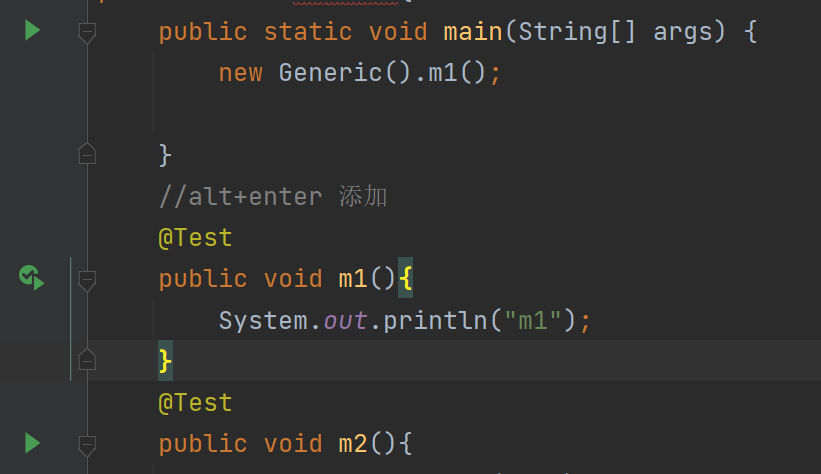 public static void main(String[] args) {
new Generic().m1();
}
//alt+enter 添加
@Test
public void m1(){
System.out.println("m1");
}
@Test
public void m2(){